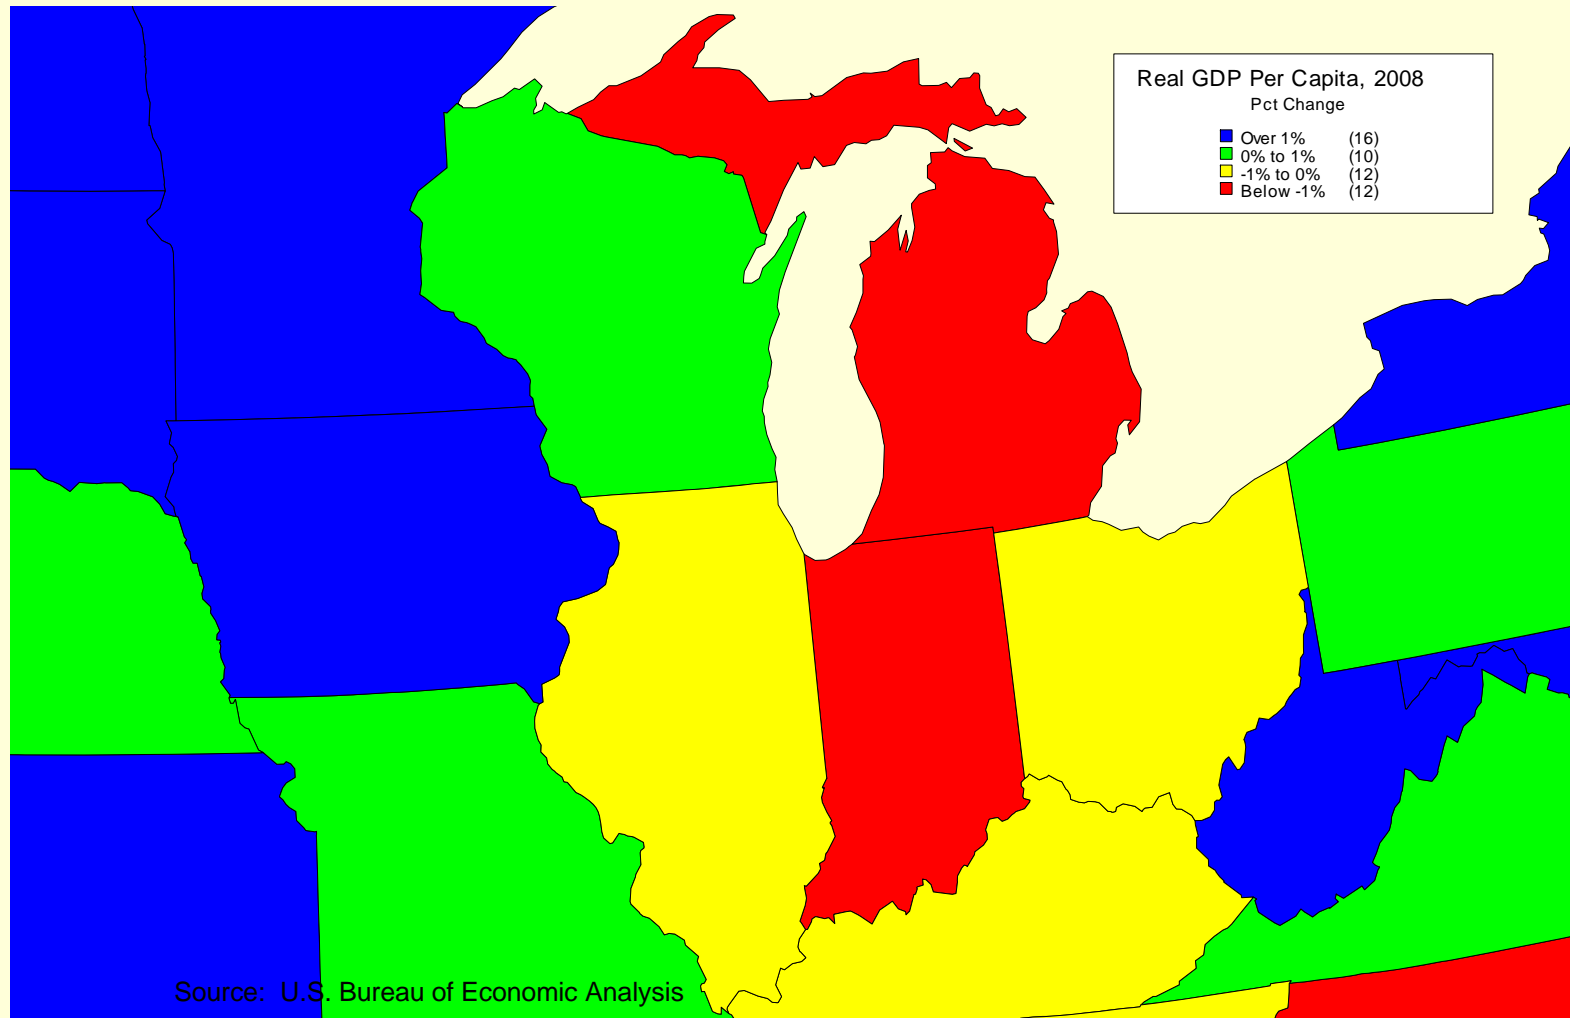 Real GDP Per Capita, 2008
Pct Change
Over 1% (16)
0% to 1% (10)
-1% to 0% (12)
Below -1% (12)
Source: U.S. Bureau of Economic Analysis